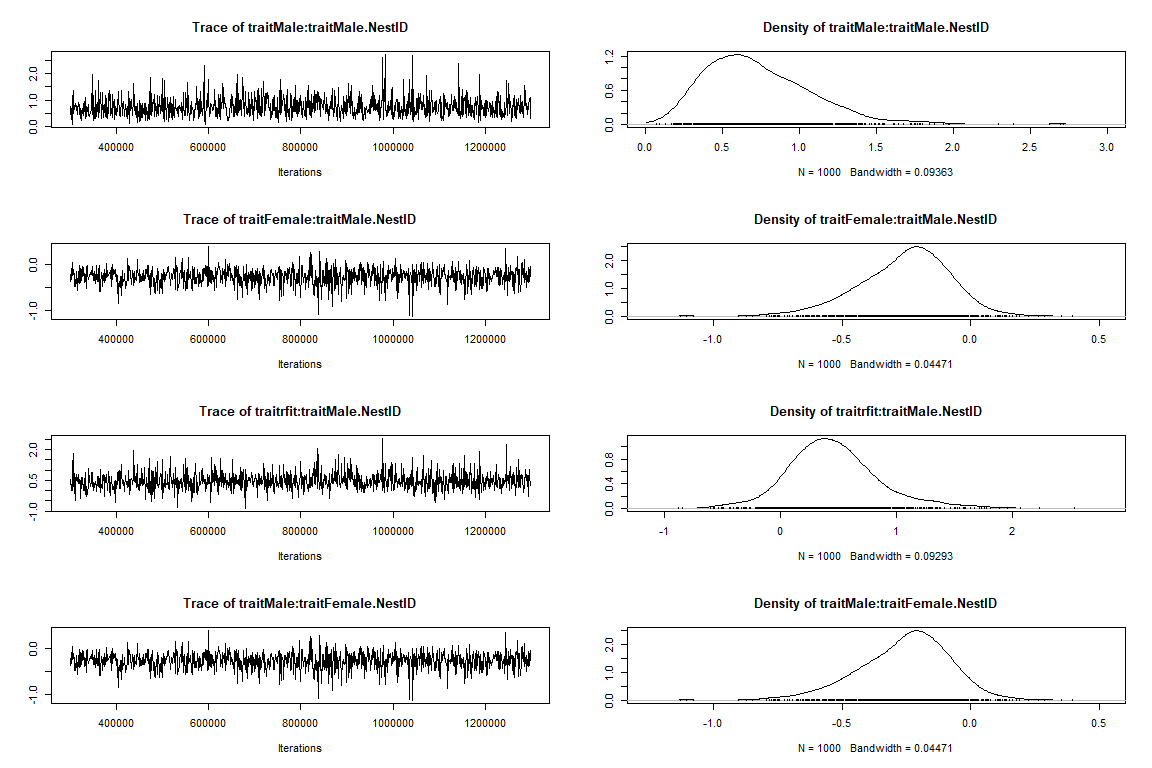 Trace of traitMale:traitMale.NestID
Density of traitMale:traitMale.NestID
0.0 1.0 2.0
400000 600000 800000 1000000 1200000
Iterations
0.0 0.6 1.2
0.0 0.5 1.0 1.5 2.0 2.5 3.0
N = 1000 Bandwidth = 0.09363
Trace of traitFemale:traitMale.NestID
Density of traitFemale:traitMale.NestID
-1.0 0.0
400000 600000 800000 1000000 1200000
Iterations
0.0 1.0 2.0
-1.0 -0.5 0.0 0.5
N = 1000 Bandwidth = 0.04471
Trace of traitrfit:traitMale.NestID
Density of traitrfit:traitMale.NestID
-1.0 0.5 2.0
400000 600000 800000 1000000 1200000
Iterations
0.0 0.4 0.8
-1 0 1 2
N = 1000 Bandwidth = 0.09293
Trace of traitMale:traitFemale.NestID
Density of traitMale:traitFemale.NestID
-1.0 0.0
400000 600000 800000 1000000 1200000
Iterations
0.0 1.0 2.0
-1.0 -0.5 0.0 0.5
N = 1000 Bandwidth = 0.04471